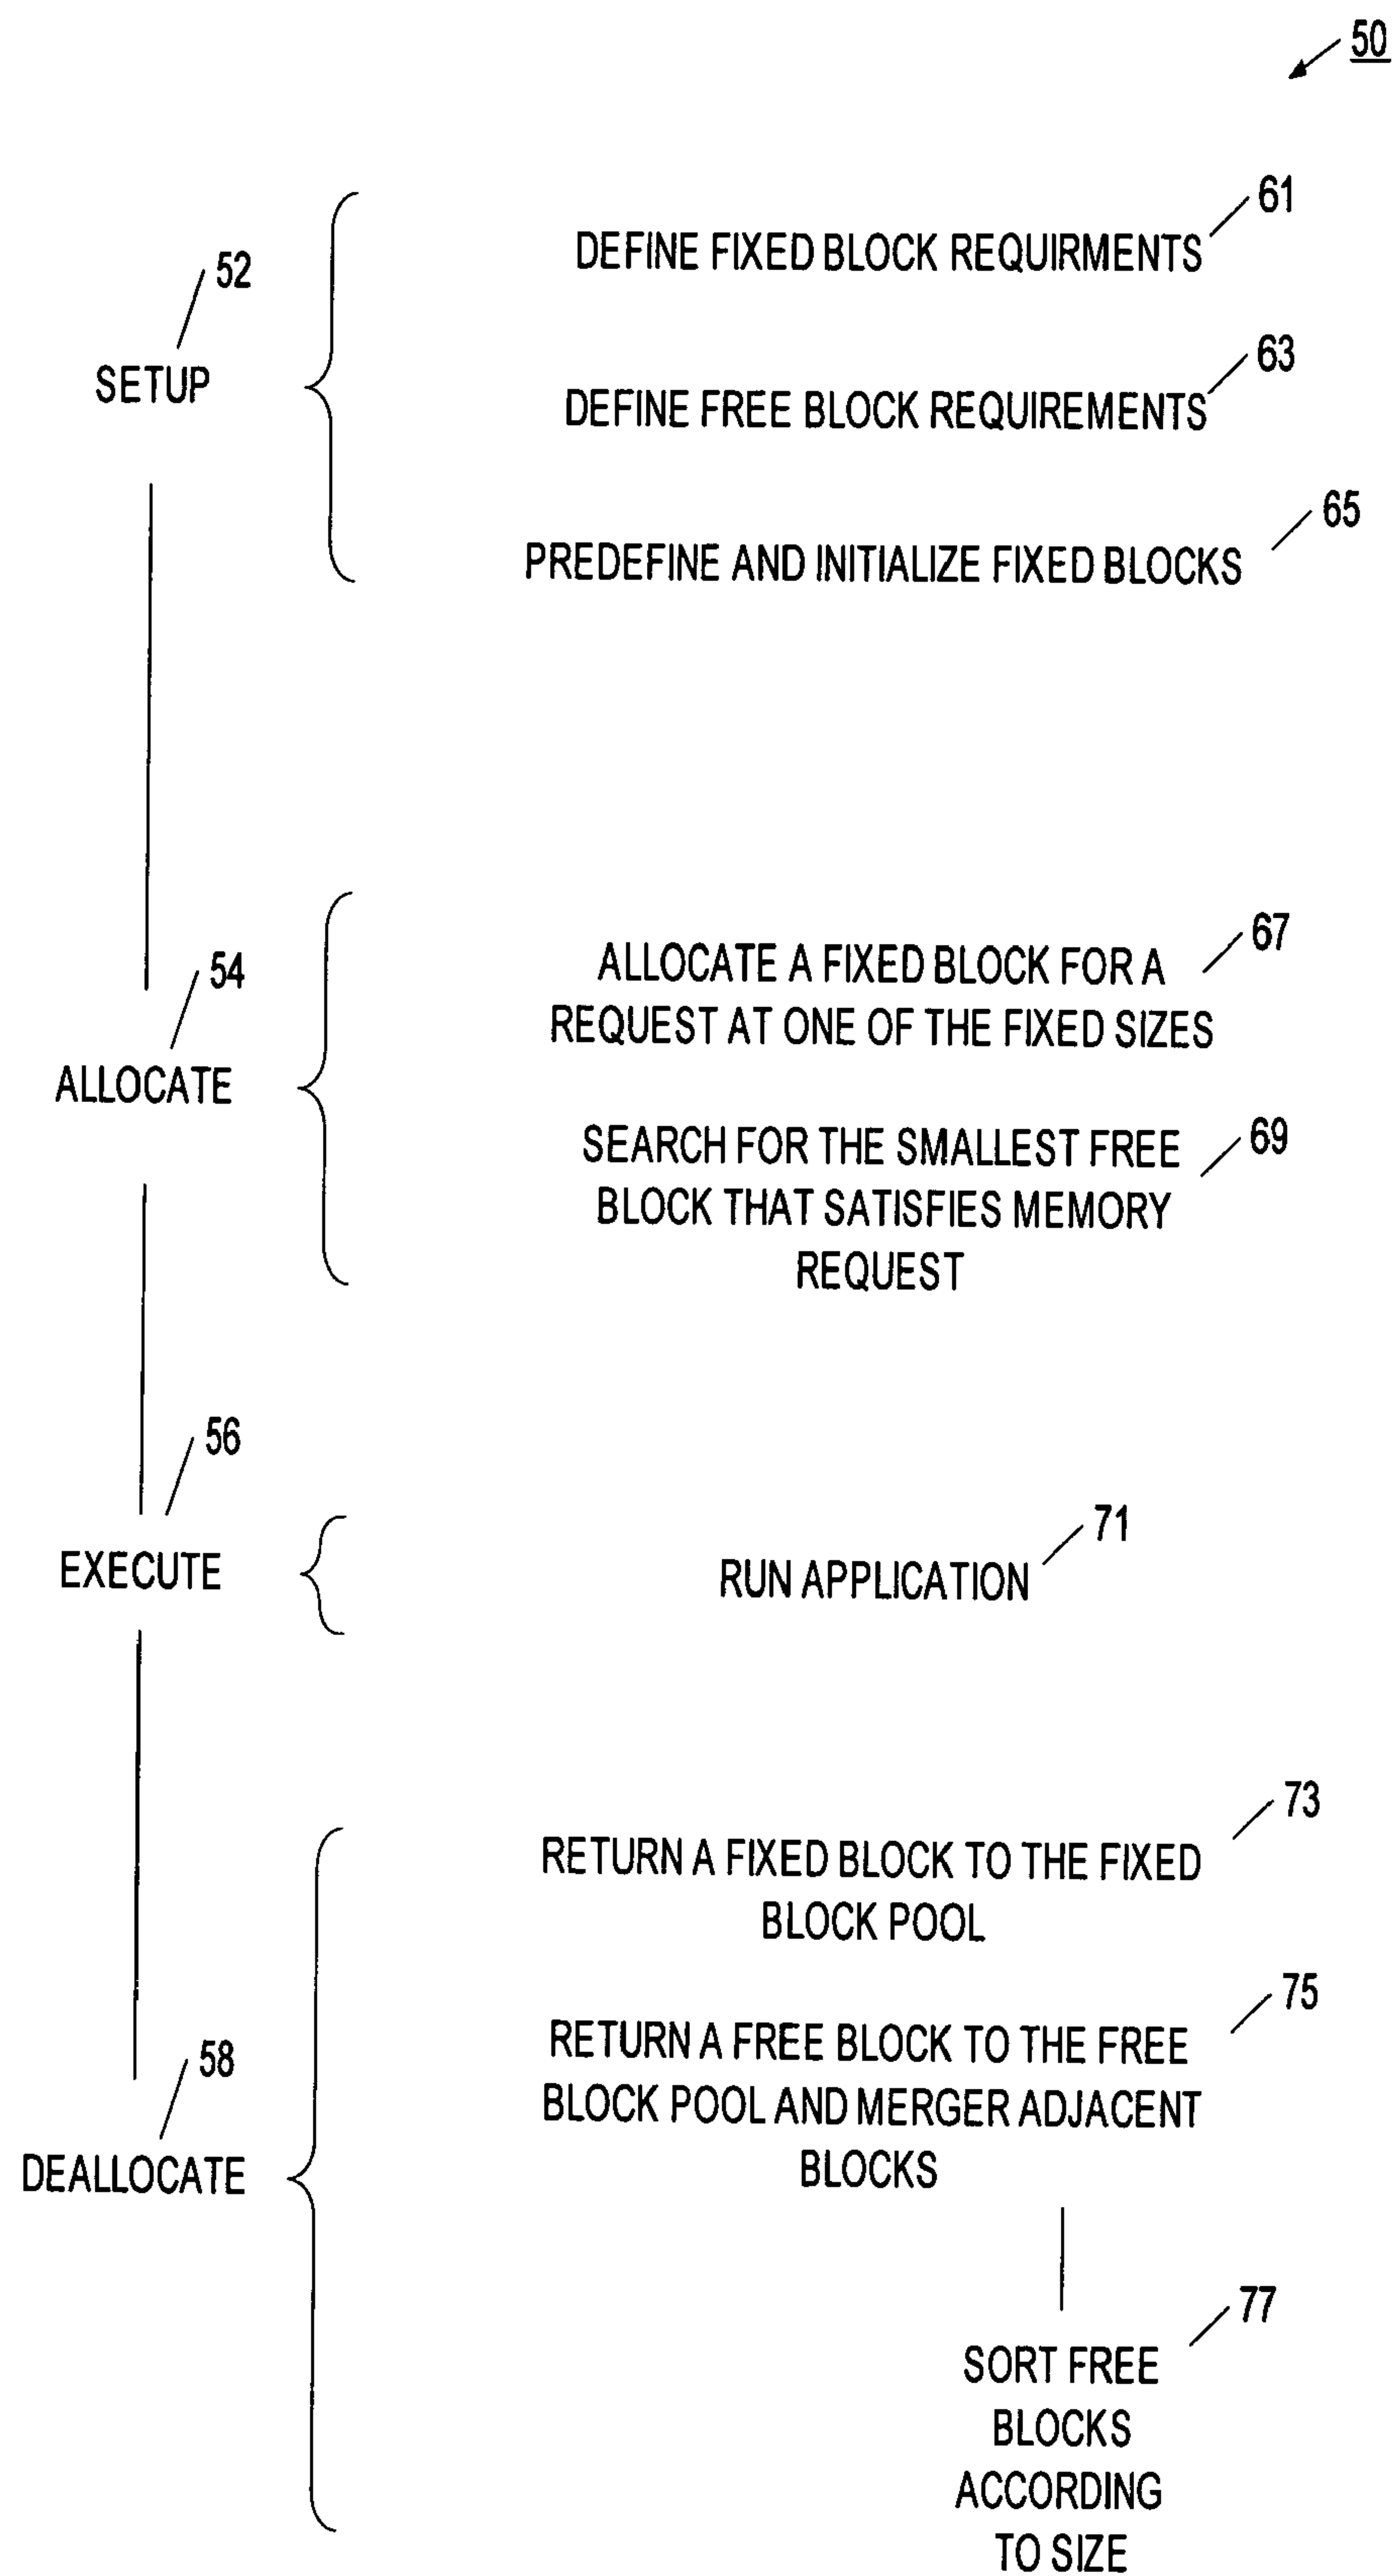 50
61
DEFINE FIXED BLOCK REQUIRMENTS
52
63
SETUP
DEFINE FREE BLOCK REQUIREMENTS
65
PREDEFINE AND INITIALIZE FIXED BLOCKS
67
54
ALLOCATE A FIXED BLOCK FOR A
REQUEST AT ONE OF THE FIXED SIZES
ALLOCATE
69
SEARCH FOR THE SMALLEST FREE
BLOCK THAT SATISFIES MEMORY
REQUEST
56
71
EXECUTE
RUN APPLICATION
73
RETURN A FIXED BLOCK TO THE FIXED
BLOCK POOL
75
58
RETURN A FREE BLOCK TO THE FREE
BLOCK POOL AND MERGER ADJACENT
BLOCKS
DEALLOCATE
77
SORT FREE
BLOCKS
ACCORDING
TO SIZE